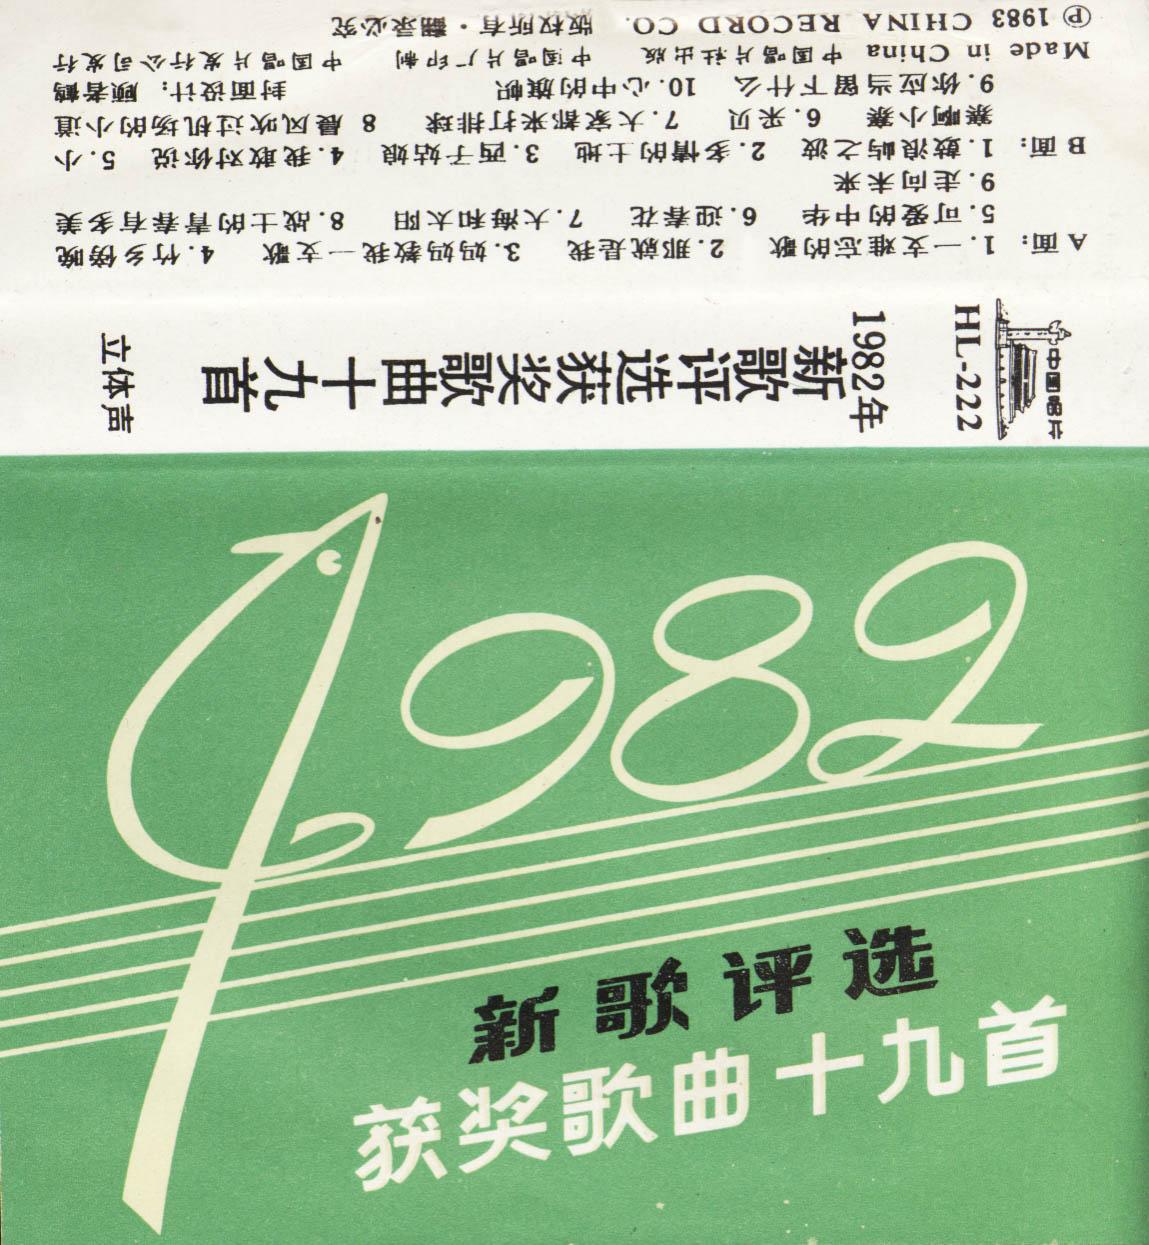 A面： 1.一支难忘的歌 2.那就是我 3.妈妈教我一支歌 4.竹乡傍晚
5.可爱的中华 6.迎春花 7.大海和太阳 8.战士的青春有多美
9.走向未来
B面： 1.鼓浪屿之波 2.多情的土地 3.西子姑娘 4.我敢对你说 5.小
寨啊小寨 6.采贝 7.大家都来打排球 8 晨风吹过机场的小道
9.你应当留下什么 10.心中的旗帜 封面设计：顾者鹤
Made in China 中国唱片社出版 中国唱片厂印制 中国唱片发行公司发行
Ⓟ 1983 CHINA RECORD CO. 版权所有·翻录必究
中国唱片
HL-222
1982年
新歌评选获奖歌曲十九首
立体声
1982
新歌评选
获奖歌曲十九首